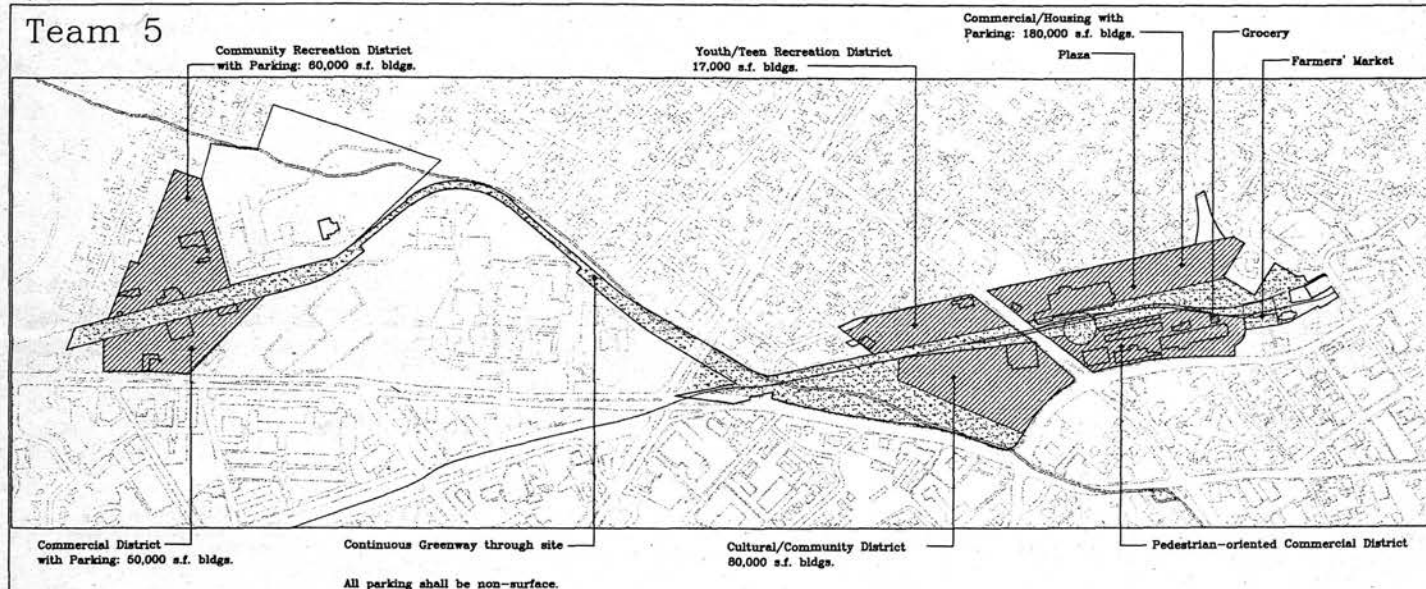 Team 5
Community Recreation District
with Parking: 60,000 s.f. bldgs.
Youth/Teen Recreation District
17,000 s.f. bldgs.
Commercial/Housing with
Parking: 180,000 s.f. bldgs.
Plaza
Grocery
Farmers' Market
Commercial District
with Parking: 50,000 s.f. bldgs.
Continuous Greenway through site
All parking shall be non-surface.
Cultural/Community District
80,000 s.f. bldgs.
Pedestrian-oriented Commercial District